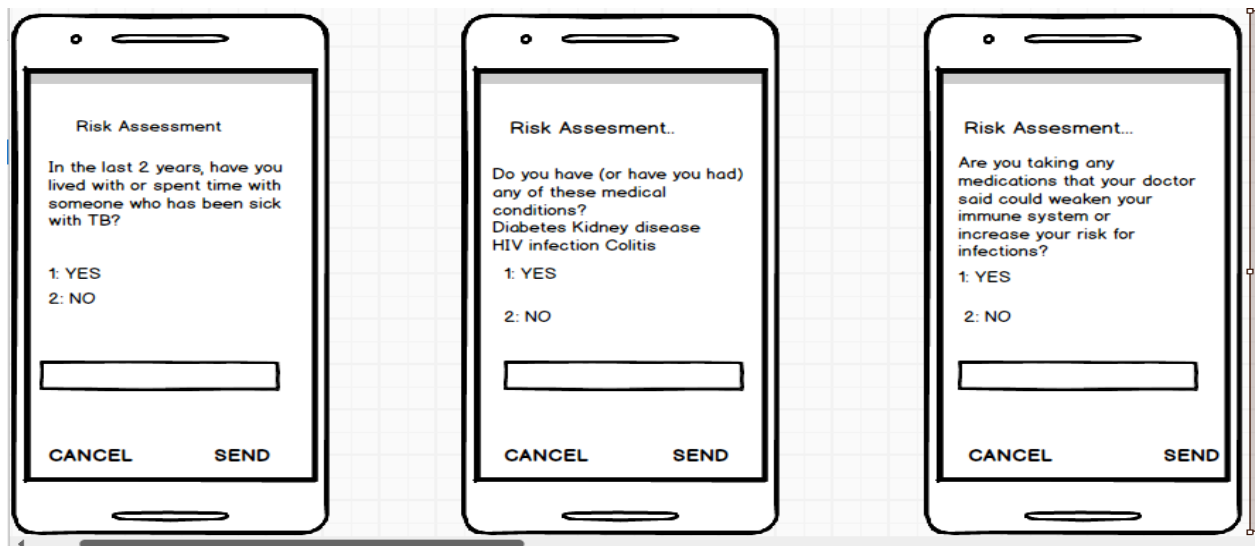 Risk Assessment
In the last 2 years, have you
lived with or spent time with
someone who has been sick
with TB?
1: YES
2: NO
CANCEL SEND
Risk Assesment..
Do you have (or have you had)
any of these medical
conditions?
Diabetes Kidney disease
HIV infection Colitis
1: YES
2: NO
CANCEL SEND
Risk Assesment...
Are you taking any
medications that your doctor
said could weaken your
immune system or
increase your risk for
infections?
1: YES
2: NO
CANCEL SEND